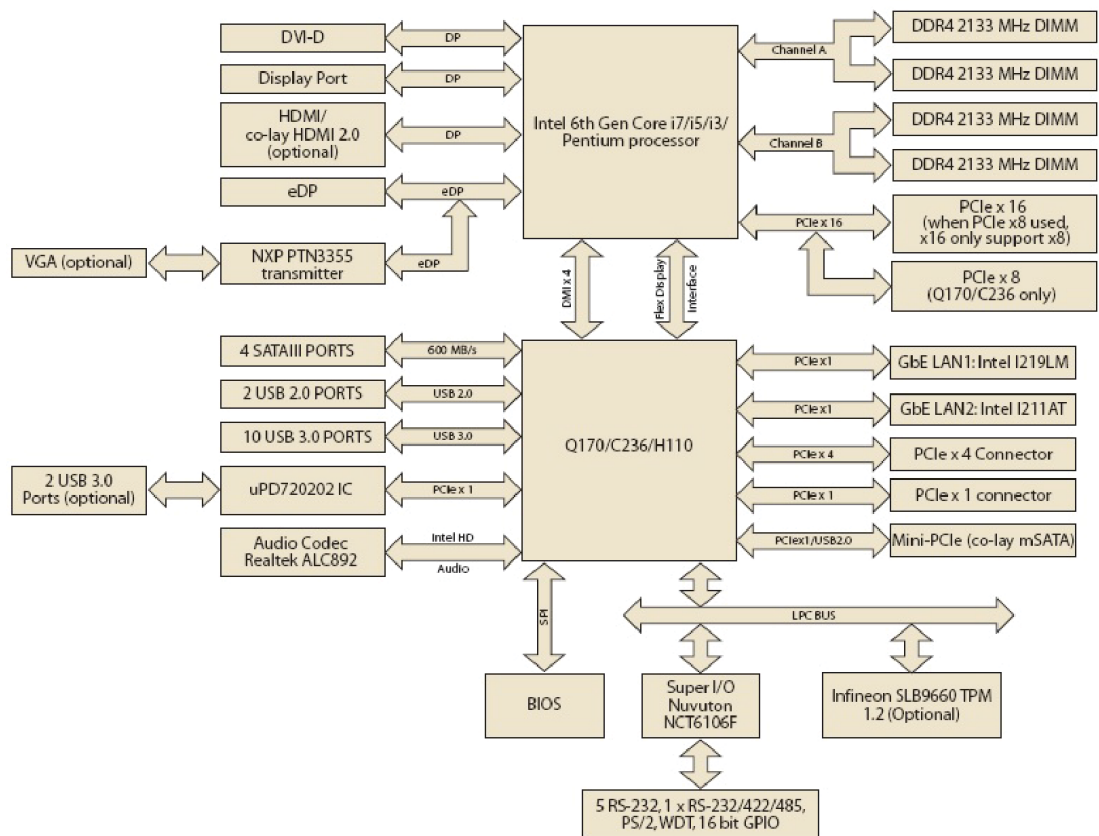 DVI-D
DP
Display Port
DP
HDMI/
co-lay HDMI 2.0
(optional)
DP
eDP
eDP
VGA (optional)
NXP PTN3355
transmitter
eDP
Intel 6th Gen Core i7/i5/i3/
Pentium processor
Channel A
DDR4 2133 MHz DIMM
DDR4 2133 MHz DIMM
Channel B
DDR4 2133 MHz DIMM
DDR4 2133 MHz DIMM
PCIe x 16
PCIe x 16
(when PCIe x8 used,
x16 only support x8)
PCIe x 8
(Q170/C236 only)
DMI x 4
Flex Display
Interface
4 SATAIII PORTS
600 MB/s
2 USB 2.0 PORTS
USB 2.0
10 USB 3.0 PORTS
USB 3.0
2 USB 3.0
Ports (optional)
uPD720202 IC
PCIe x 1
Audio Codec
Realtek ALC892
Intel HD
Audio
Q170/C236/H110
PCIe x1
GbE LAN1: Intel I219LM
PCIe x1
GbE LAN2: Intel I211AT
PCIe x 4
PCIe x 4 Connector
PCIe x 1
PCIe x 1 connector
PCIex1/USB2.0
Mini-PCIe (co-lay mSATA)
SPI
LPC BUS
BIOS
Super I/O
Nuvuton
NCT6106F
Infineon SLB9660 TPM
1.2 (Optional)
5 RS-232, 1 x RS-232/422/485,
PS/2, WDT, 16 bit GPIO